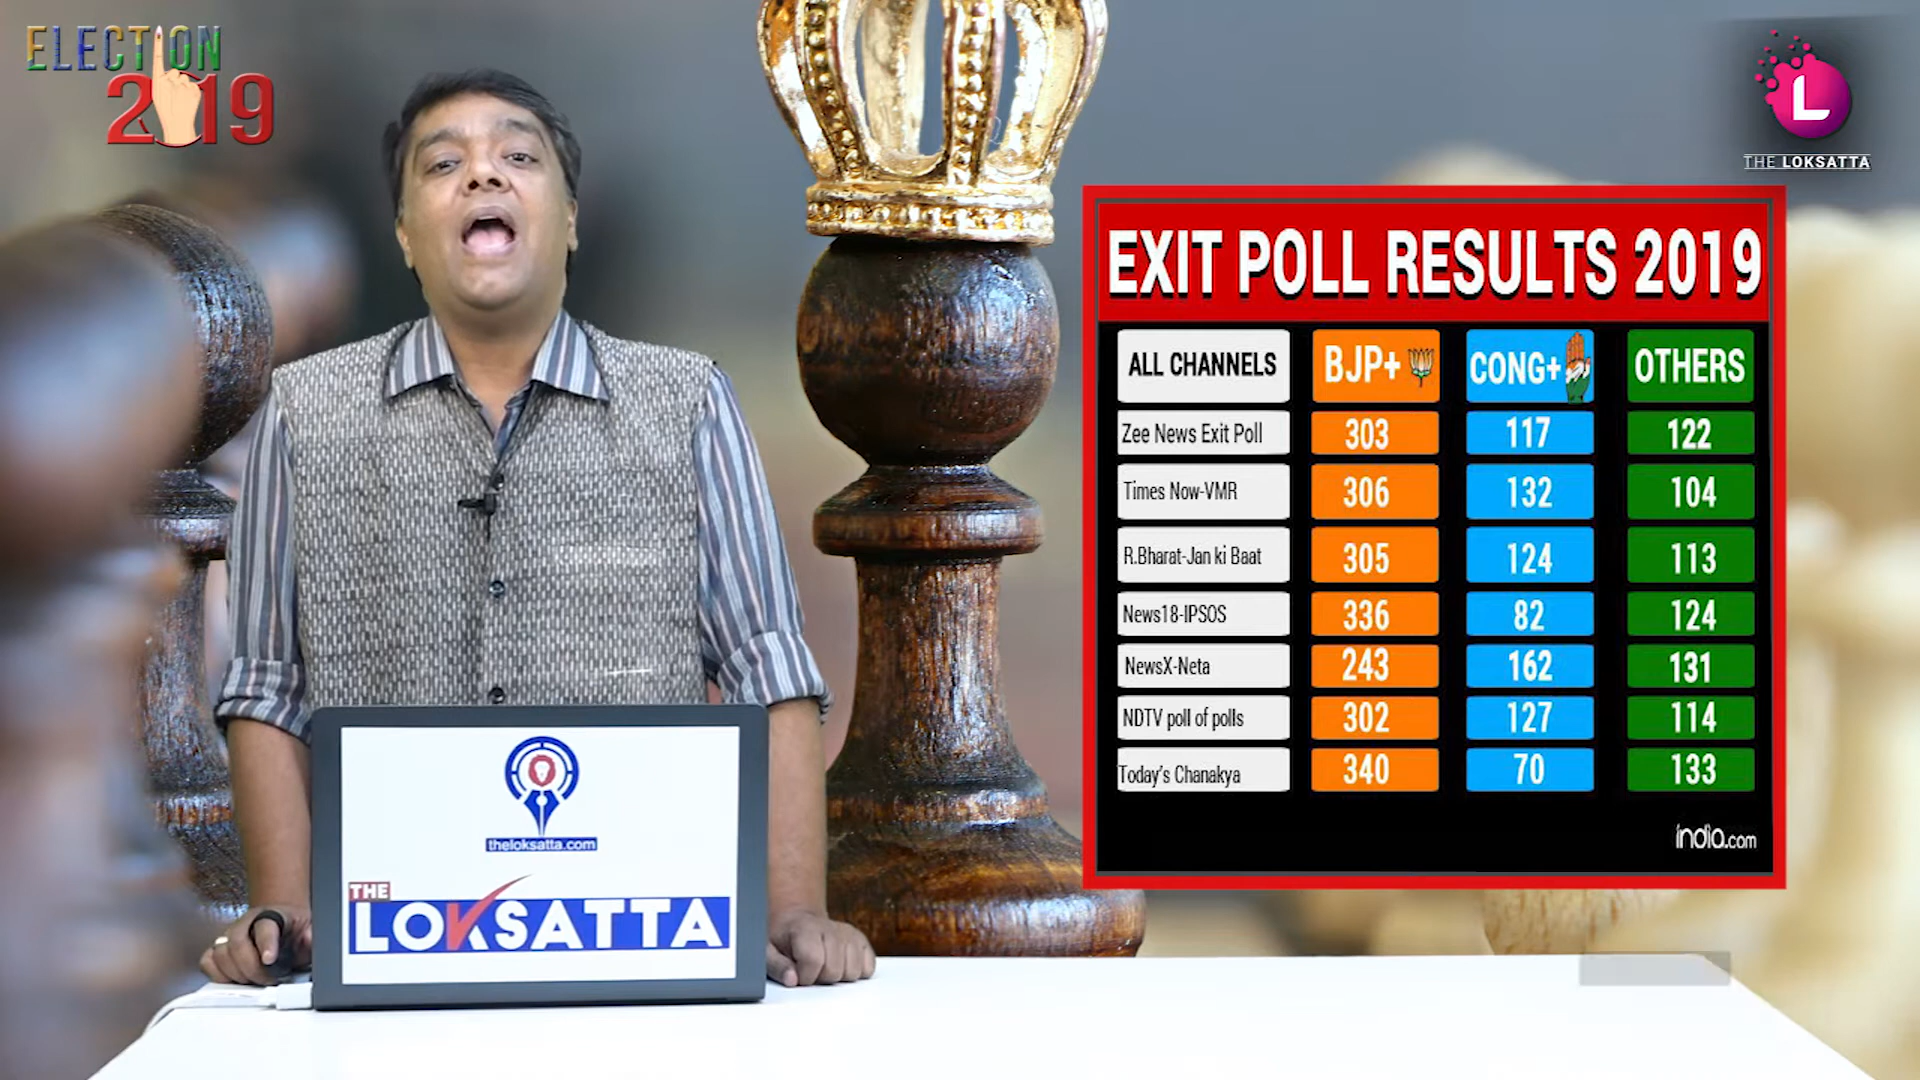 ELECTION
2019
L
THE LOKSATTA
EXIT POLL RESULTS 2019
ALL CHANNELS BJP+ CONG+ OTHERS
Zee News Exit Poll 303 117 122
Times Now-VMR 306 132 104
R.Bharat-Jan ki Baat 305 124 113
News18-IPSOS 336 82 124
NewsX-Neta 243 162 131
NDTV poll of polls 302 127 114
Today's Chanakya 340 70 133
india.com
theloksatta.com
THE
LOKSATTA